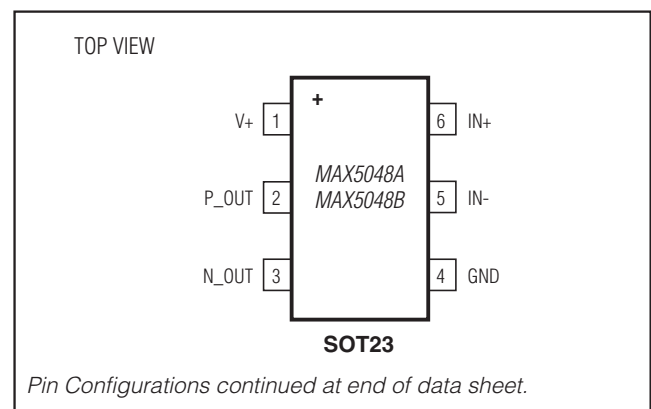 TOP VIEW
+
V+ 1 6 IN+
MAX5048A
P_OUT 2 MAX5048B 5 IN-
N_OUT 3 4 GND
SOT23
Pin Configurations continued at end of data sheet.